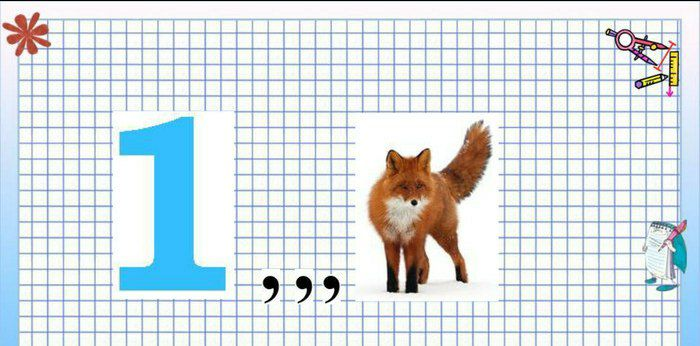 1 , , ,